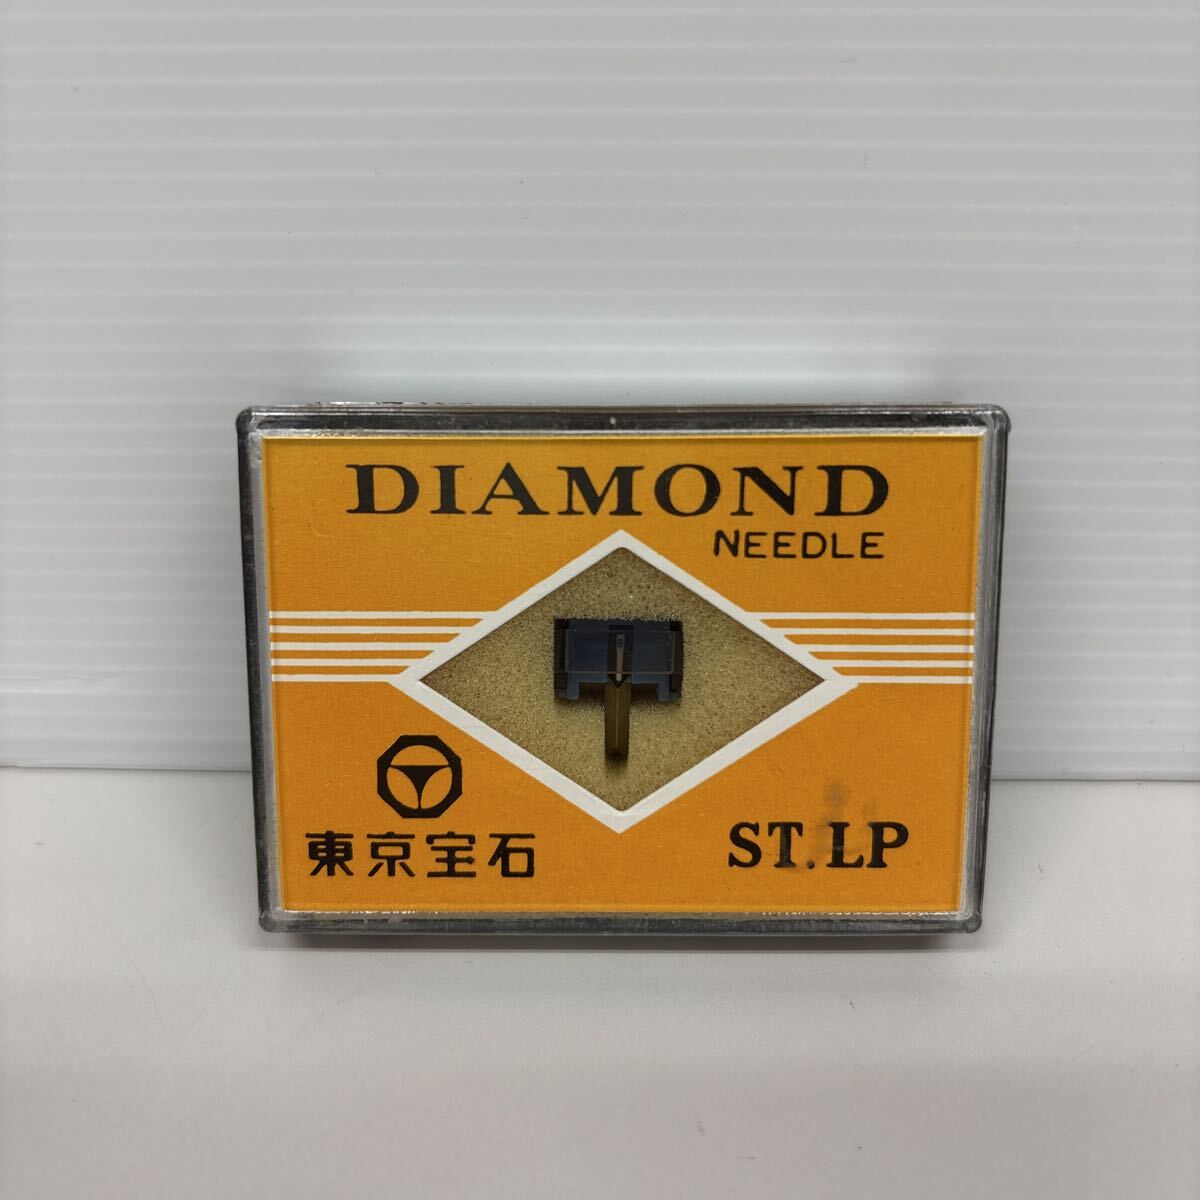 DIAMOND
NEEDLE
東京宝石
ST.LP